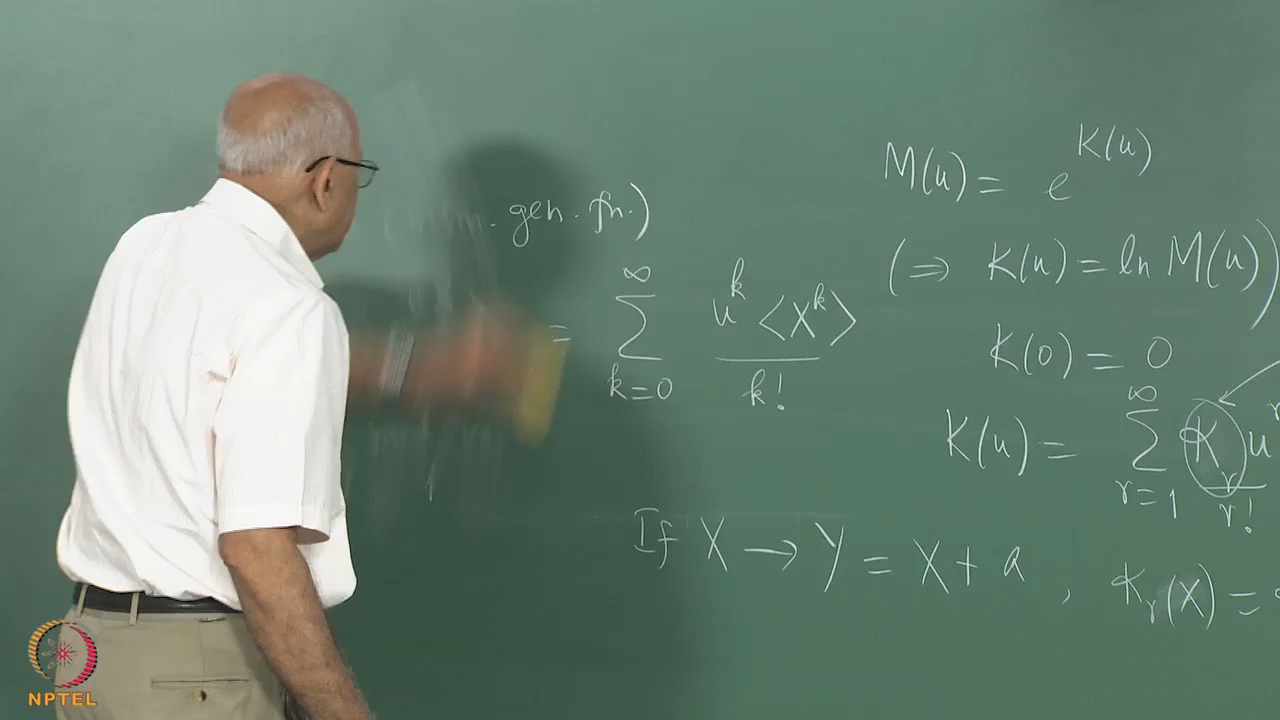 gen. fn.)
= ∞ Σ k=0 u^k ⟨X^k⟩ / k!
M(u) = e^K(u)
(⇒ K(u) = ln M(u))
K(0) = 0
K(u) = ∞ Σ r=1 K_r u^r / r!
If X → Y = X + a , K_r(X) =
NPTEL